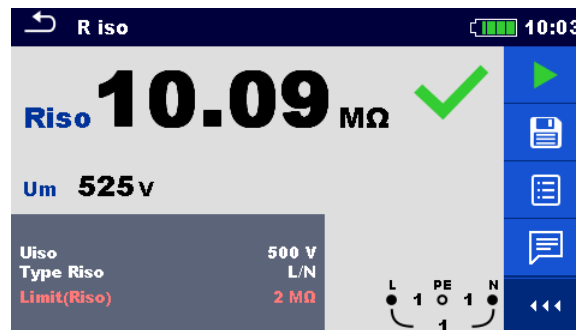 R iso 10:03
Riso 10.09 MΩ
Um 525 V
Uiso 500 V
Type Riso L/N
Limit(Riso) 2 MΩ
L PE N
1 1
1